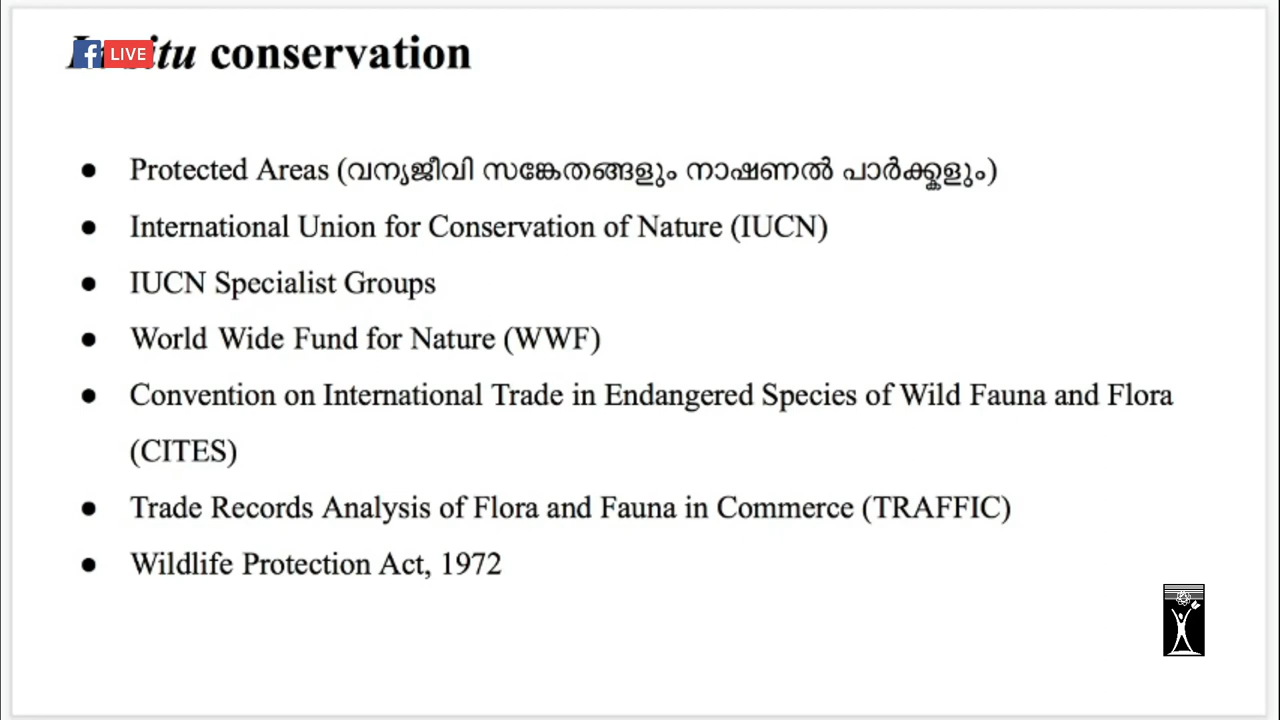 In situ conservation
LIVE
● Protected Areas (വന്യജീവി സങ്കേതങ്ങളും നാഷണൽ പാർക്കുകളും)
● International Union for Conservation of Nature (IUCN)
● IUCN Specialist Groups
● World Wide Fund for Nature (WWF)
● Convention on International Trade in Endangered Species of Wild Fauna and Flora
(CITES)
● Trade Records Analysis of Flora and Fauna in Commerce (TRAFFIC)
● Wildlife Protection Act, 1972